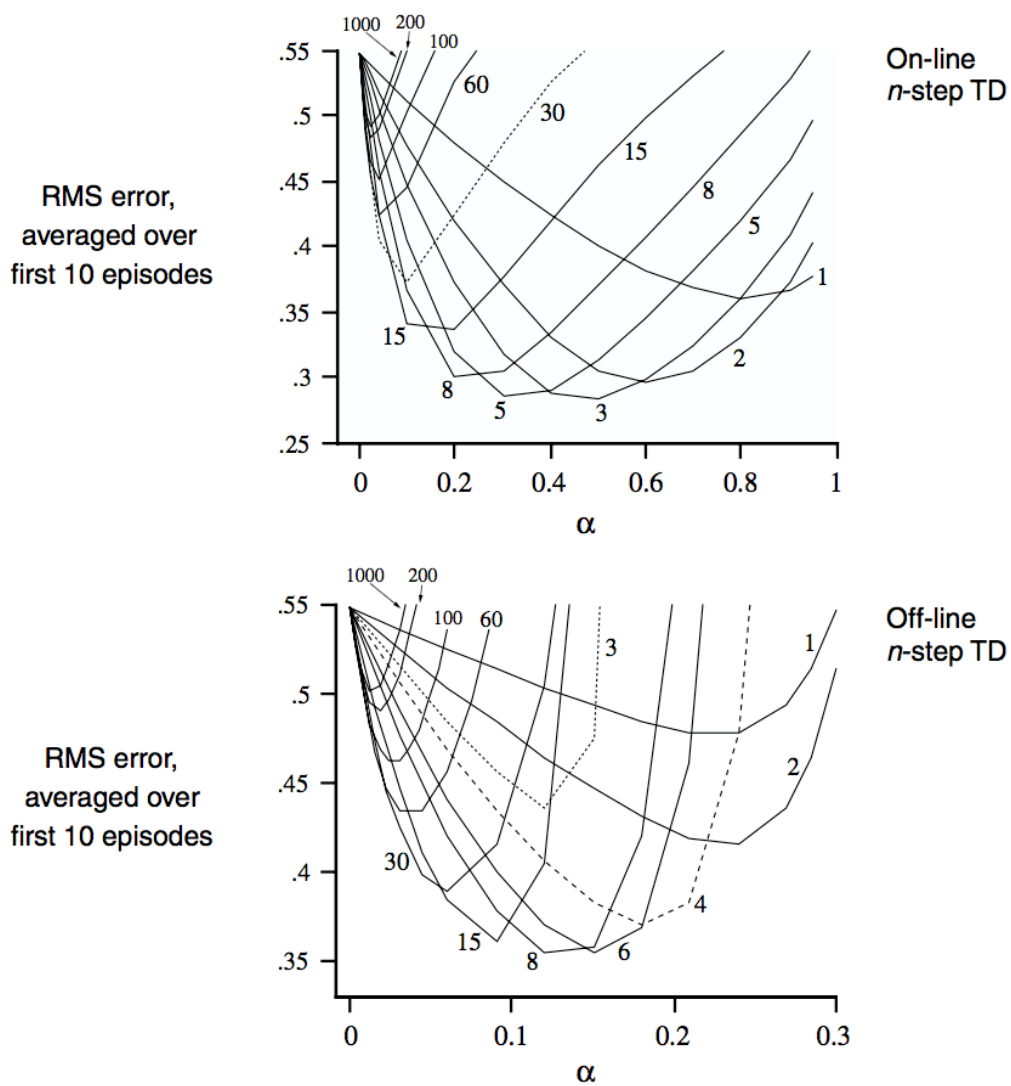 1000 200
100
.55
60
On-line
n-step TD
.5
30
15
.45
8
RMS error,
averaged over
first 10 episodes
5
.4
1
.35
15
2
8
.3
5
3
.25
0 0.2 0.4 0.6 0.8 1
α
1000 200
.55
100 60
3
1
Off-line
n-step TD
.5
2
.45
RMS error,
averaged over
first 10 episodes
.4
30
4
15
8
6
.35
0 0.1 0.2 0.3
α